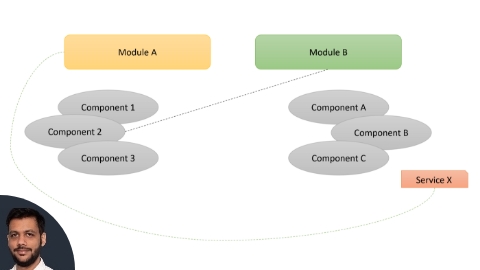 Module A
Module B
Component 1
Component 2
Component 3
Component A
Component B
Component C
Service X